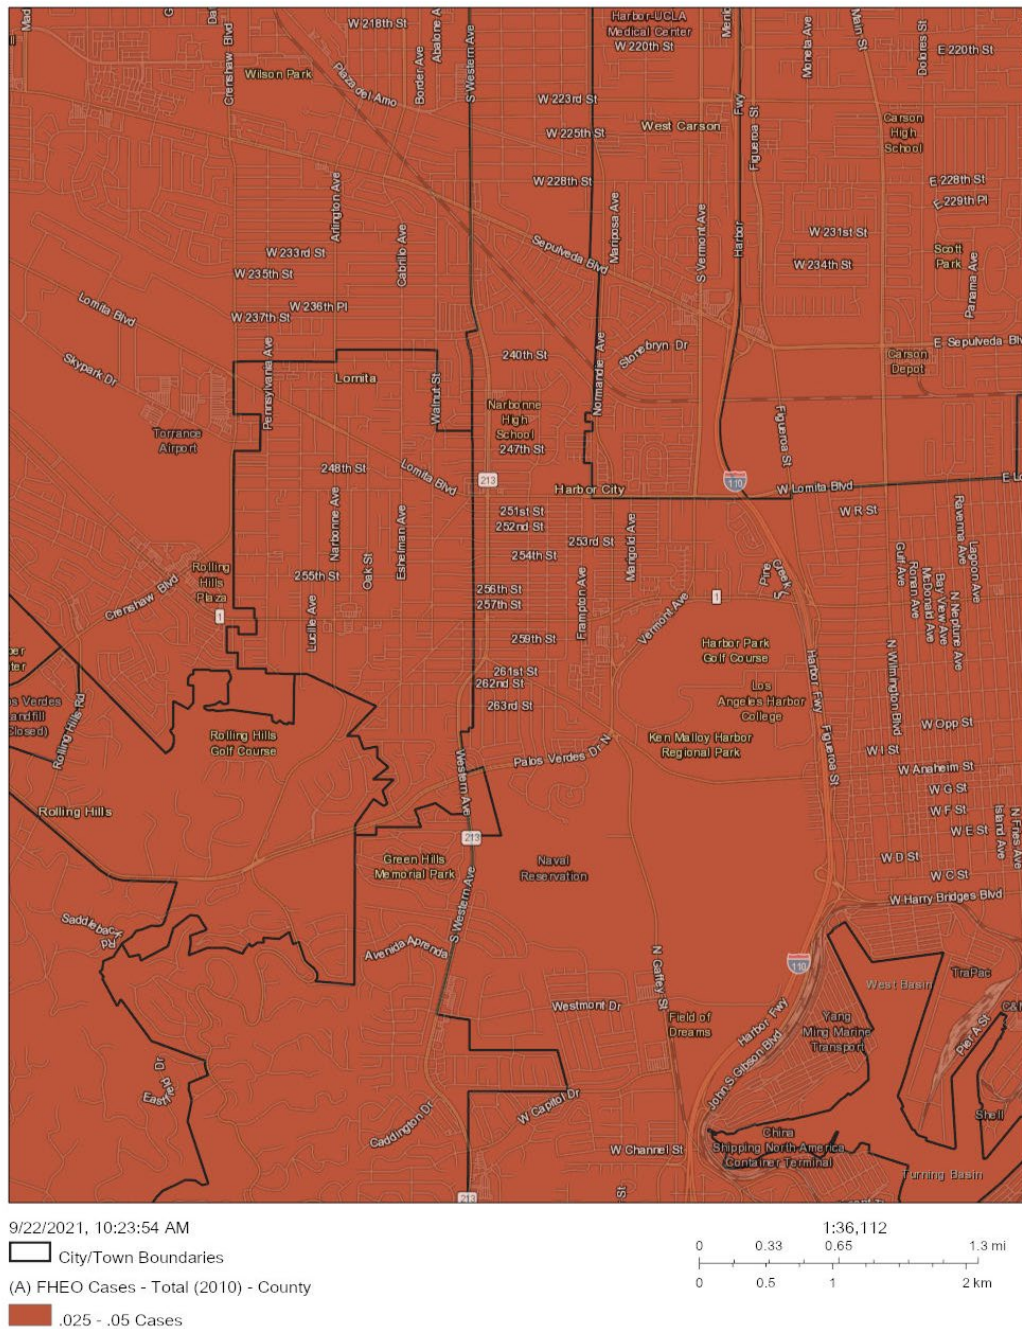 W 218th St
Harbor-UCLA
Medical Center
W 220th St
E 220th St
Crenshaw Blvd
Borden Ave
S Western Ave
Main St
Moneta Ave
Dolores St
Wilson Park
Plaza del Amo
W 223rd St
W 225th St
West Carson
Fwy
Figueroa St
Carson
High
School
W 228th St
E 228th St
E 229th Pl
Arlington Ave
Cabrillo Ave
Mariposa Ave
S Vermont Ave
Harbor
W 231st St
W 233rd St
W 234th St
W 235th St
Sepulveda Blvd
Scott
Park
Panama Ave
Lomita Blvd
W 236th Pl
W 237th St
Skypark Dr
Pennsylvania Ave
Lomita
Walnut St
240th St
Normandie Ave
Stonebryn Dr
E Sepulveda Blv
Carson
Depot
Torrance
Airport
Narbonne
High
School
247th St
Figueroa St
248th St
Lomita Blvd
213
Harbor City
110
W Lomita Blvd
E Lo
Narbonne Ave
Oak St
Eshelman Ave
251st St
252nd St
253rd St
254th St
Marigold Ave
W R St
Ravenna Ave
Lagoon Ave
Gulf Ave
Ronan Ave
McDonald Ave
Bay View Ave
N Neptune Ave
Rolling
Hills
Plaza
Crenshaw Blvd
255th St
256th St
257th St
Frampton Ave
Pine
Creek
1
1
Lucille Ave
259th St
Vermont Ave
Harbor Park
Golf Course
261st St
262nd St
263rd St
Los
Angeles Harbor
College
Harbor Fwy
N Wilmington Blvd
per
ter
os Verdes
andfill
Closed)
Rolling Hills Rd
Rolling Hills
Golf Course
Ken Malloy Harbor
Regional Park
Figueroa St
W Opp St
W I St
Palos Verdes Dr N
Western Ave
W Anaheim St
W G St
W F St
W E St
Island Ave
N Fries Ave
Rolling Hills
213
Green Hills
Memorial Park
Naval
Reservation
W D St
W C St
W Harry Bridges Blvd
Saddleback
Rd
S Western Ave
Avenida Aprenda
N Gaffey St
110
West Basin
TraPac
Westmont Dr
Field of
Dreams
Harbor Fwy
John S Gibson Blvd
Yang
Ming Marine
Transport
Pier A St
Eastfield Dr
Caddington Dr
W Capitol Dr
Shell
W Channel St
China
Shipping North America
Container Terminal
Turning Basin
213
St
9/22/2021, 10:23:54 AM
City/Town Boundaries
(A) FHEO Cases - Total (2010) - County
.025 - .05 Cases
1:36,112
0 0.33 0.65 1.3 mi
0 0.5 1 2 km